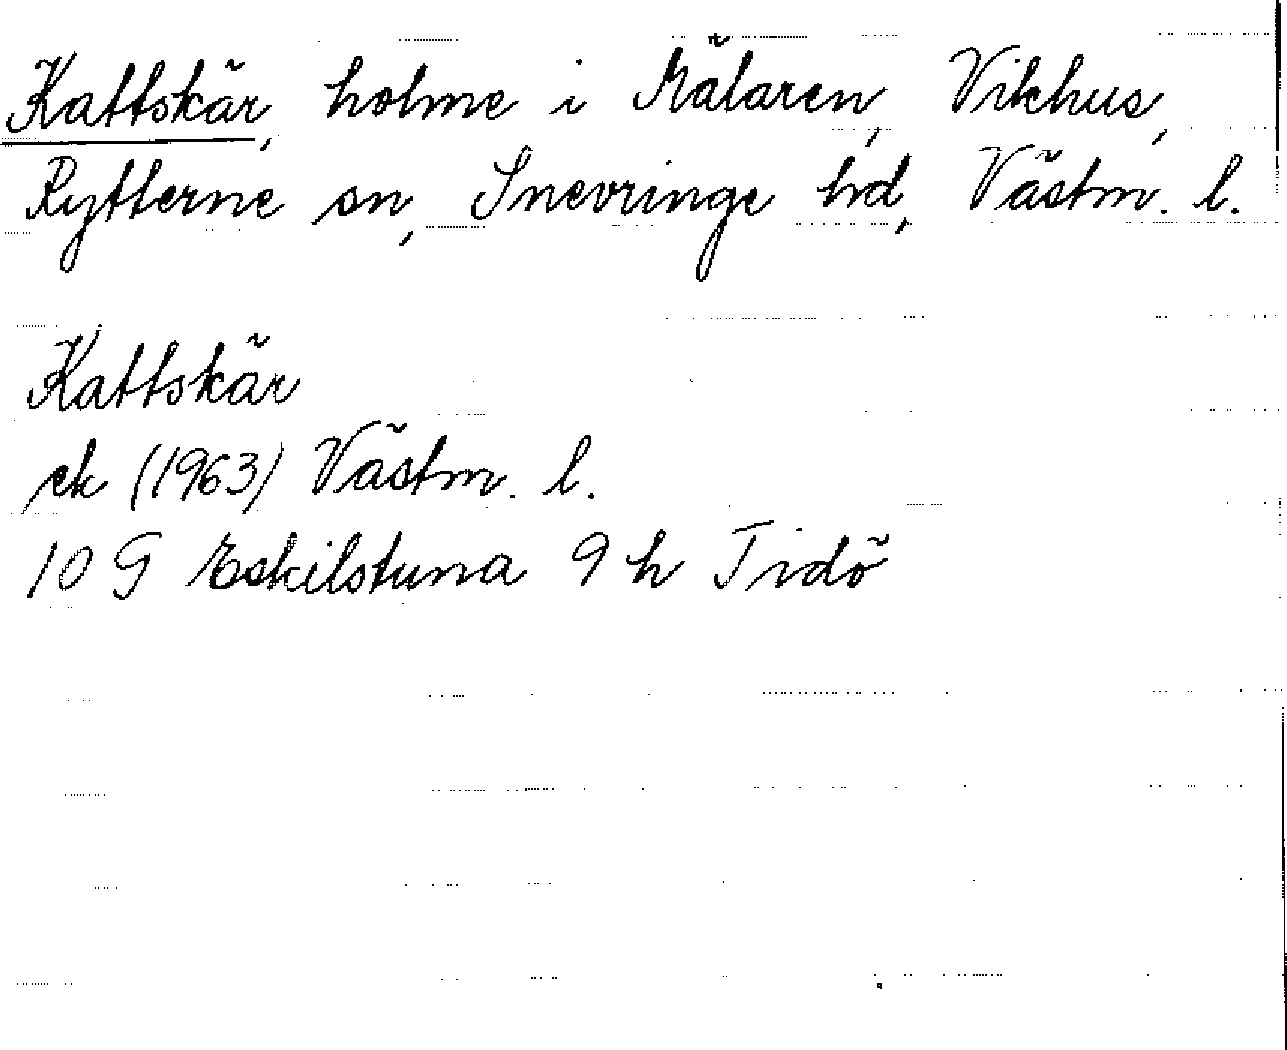 Kattskär, holme i Mälaren, Vikhus,
Rytterne sn, Snevringe hd, Västm. l.
Kattskär
ek (1963) Västm. l.
10 G Eskilstuna 9 h Tidö